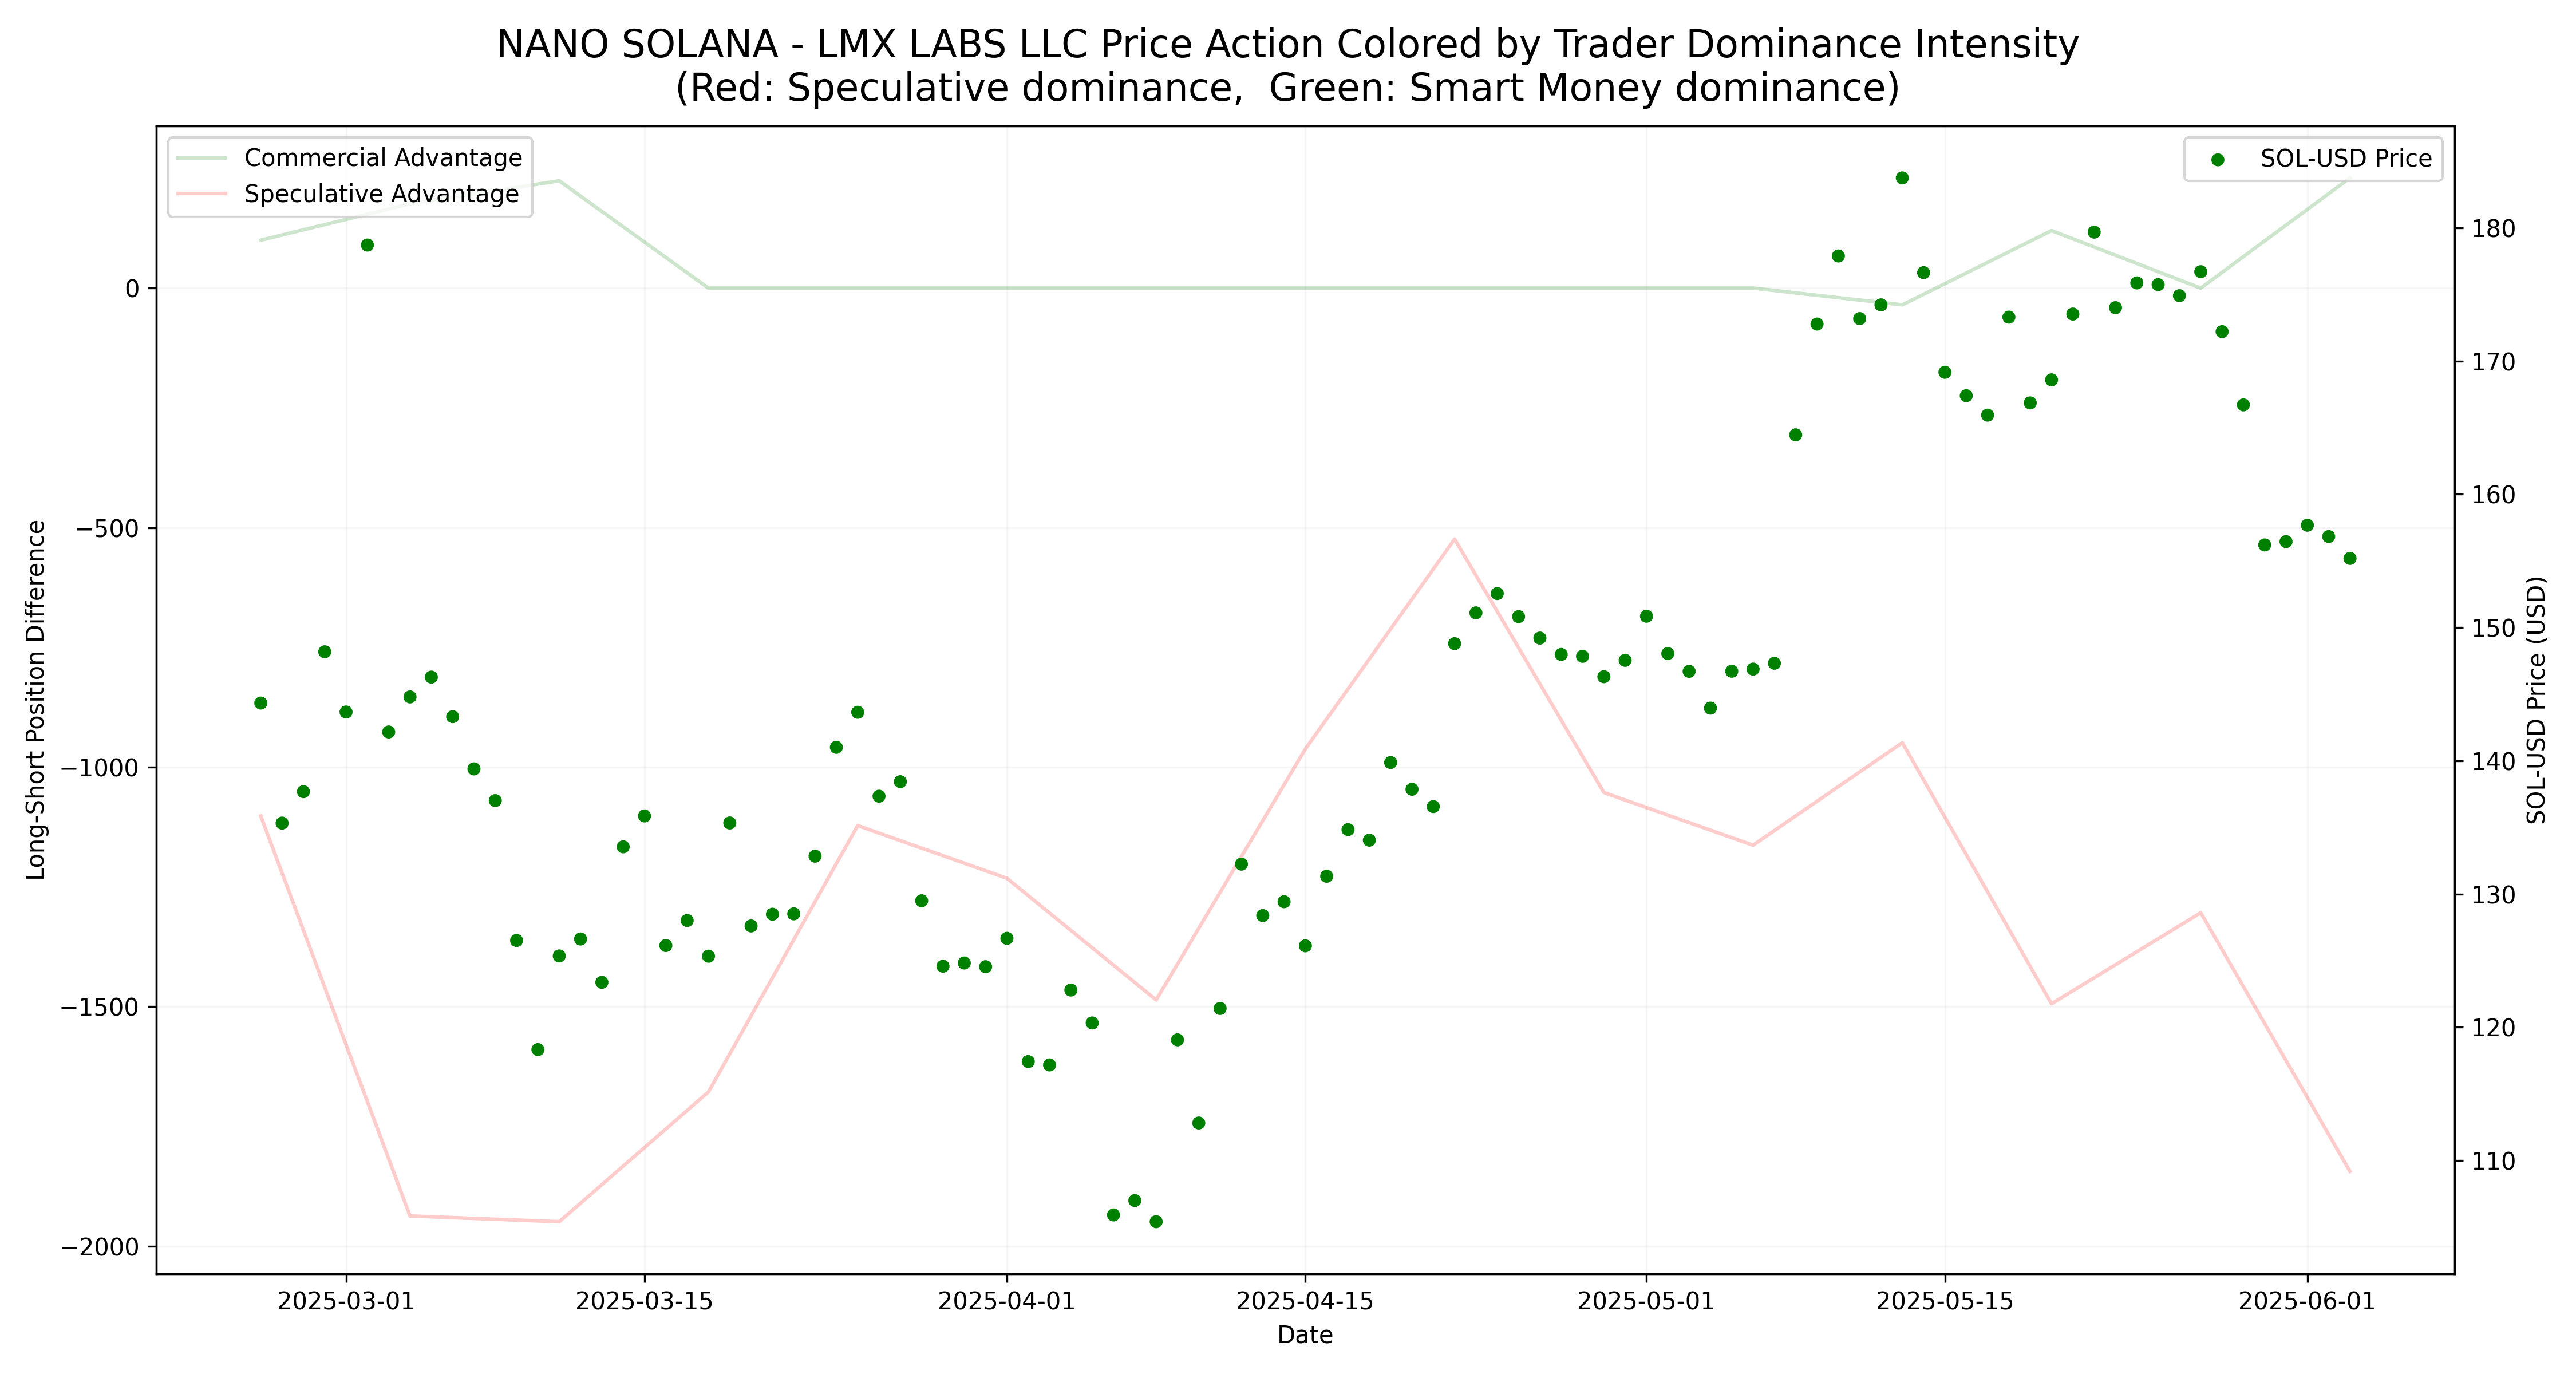 NANO SOLANA - LMX LABS LLC Price Action Colored by Trader Dominance Intensity
(Red: Speculative dominance,  Green: Smart Money dominance)
Commercial Advantage
Speculative Advantage
SOL-USD Price
0
−500
−1000
−1500
−2000
Long-Short Position Difference
180
170
160
150
140
130
120
110
SOL-USD Price (USD)
2025-03-01
2025-03-15
2025-04-01
2025-04-15
2025-05-01
2025-05-15
2025-06-01
Date